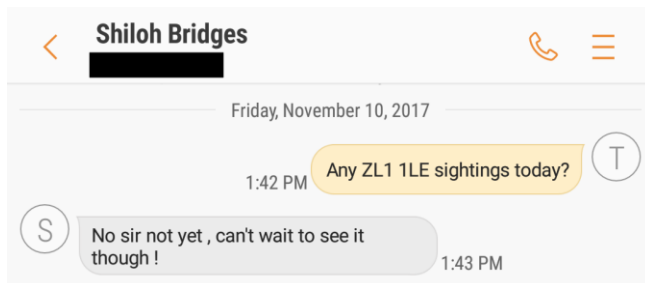 Shiloh Bridges
Friday, November 10, 2017
T
1:42 PM Any ZL1 1LE sightings today?
S
No sir not yet , can't wait to see it
though !
1:43 PM